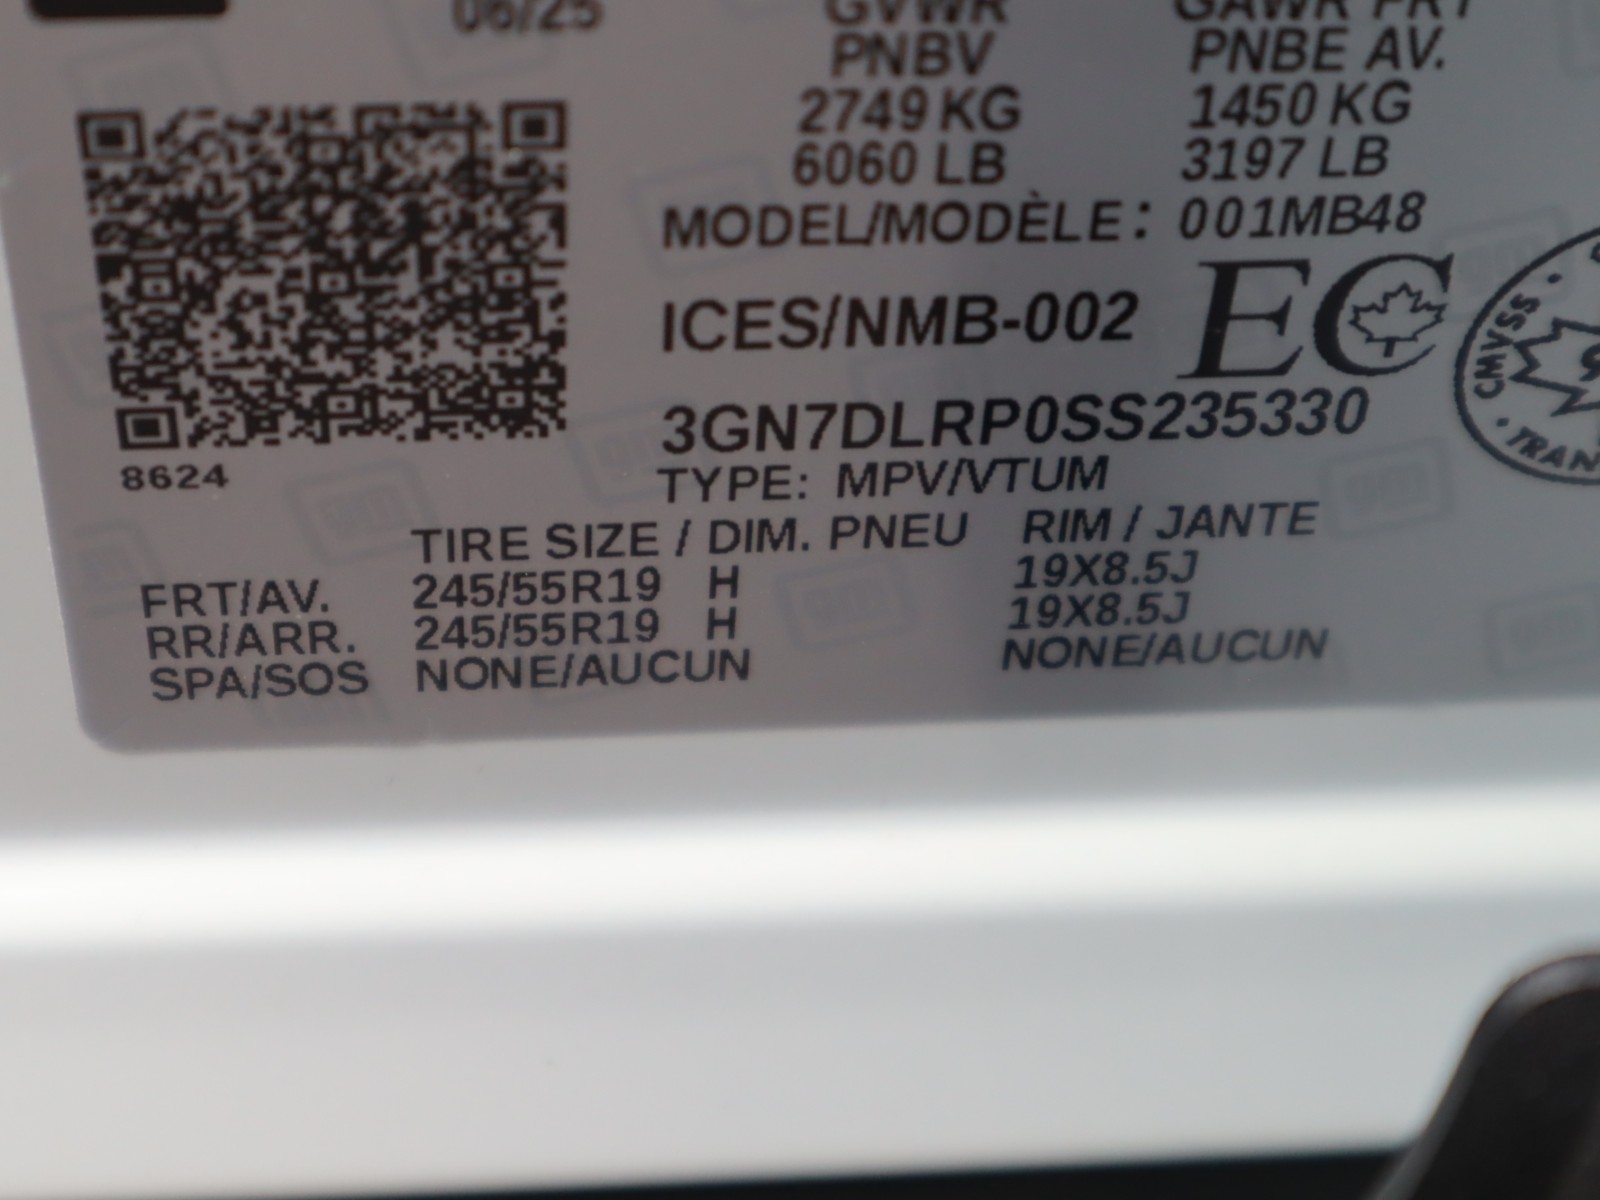 06/25
GVWR GAWR FRT
PNBV PNBE AV.
2749 KG 1450 KG
6060 LB 3197 LB
MODEL/MODÈLE: 001MB48
ICES/NMB-002 EC
CMVSS
TRAN
3GN7DLRP0SS235330
8624 TYPE: MPV/VTUM
TIRE SIZE / DIM. PNEU RIM / JANTE
FRT/AV. 245/55R19 H 19X8.5J
RR/ARR. 245/55R19 H 19X8.5J
SPA/SOS NONE/AUCUN NONE/AUCUN